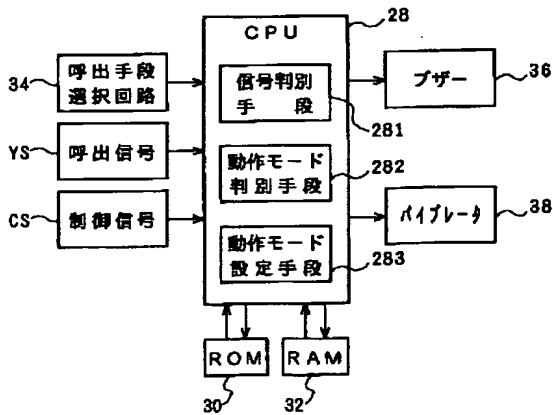 28
CPU
34
呼出手段
選択回路
YS
呼出信号
CS
制御信号
信号判別
手段
281
動作モード
判別手段
282
動作モード
設定手段
283
ブザー
36
バイブレータ
38
ROM
30
RAM
32